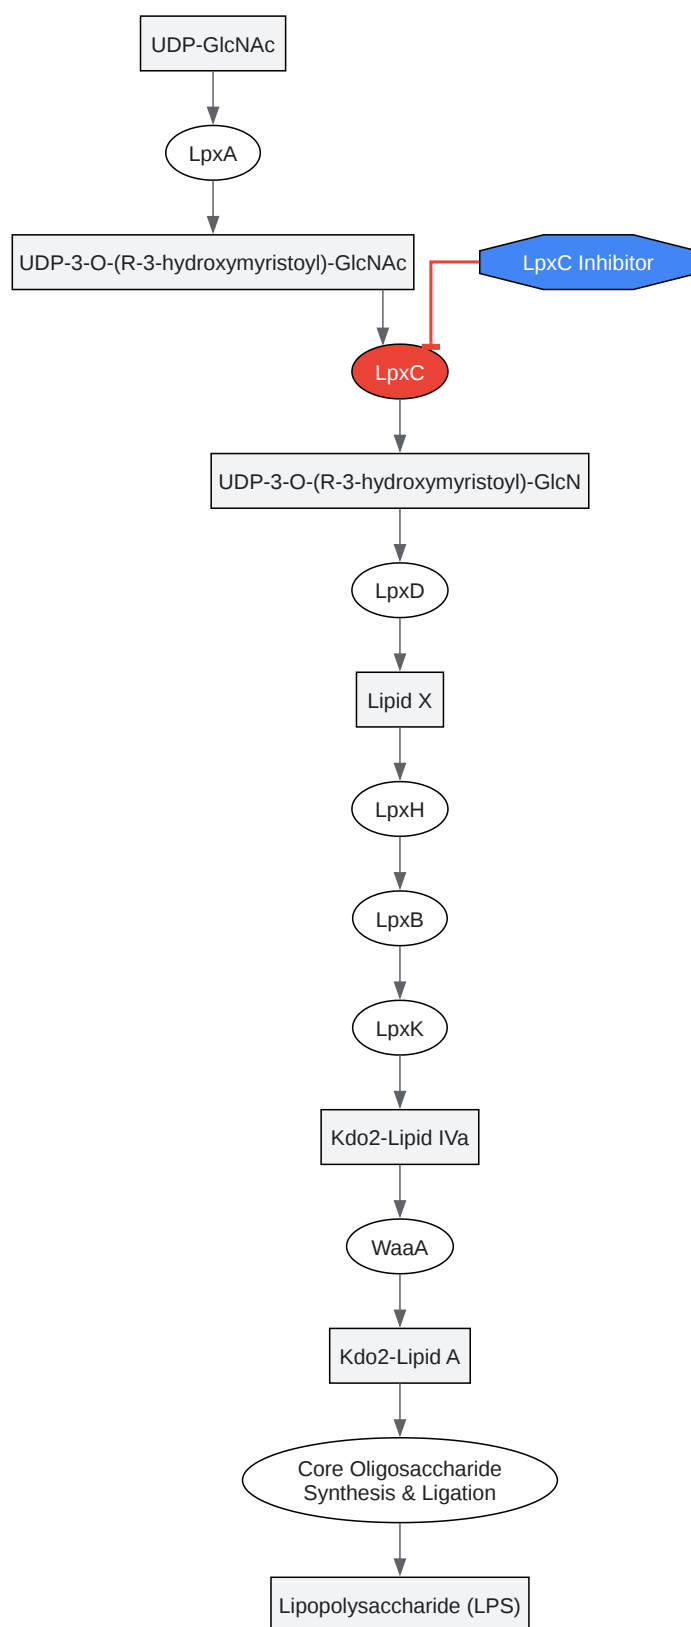 UDP-GlcNAc
LpxA
UDP-3-O-(R-3-hydroxymyristoyl)-GlcNAc
LpxC Inhibitor
LpxC
UDP-3-O-(R-3-hydroxymyristoyl)-GlcN
LpxD
Lipid X
LpxH
LpxB
LpxK
Kdo2-Lipid IVa
WaaA
Kdo2-Lipid A
Core Oligosaccharide
Synthesis & Ligation
Lipopolysaccharide (LPS)